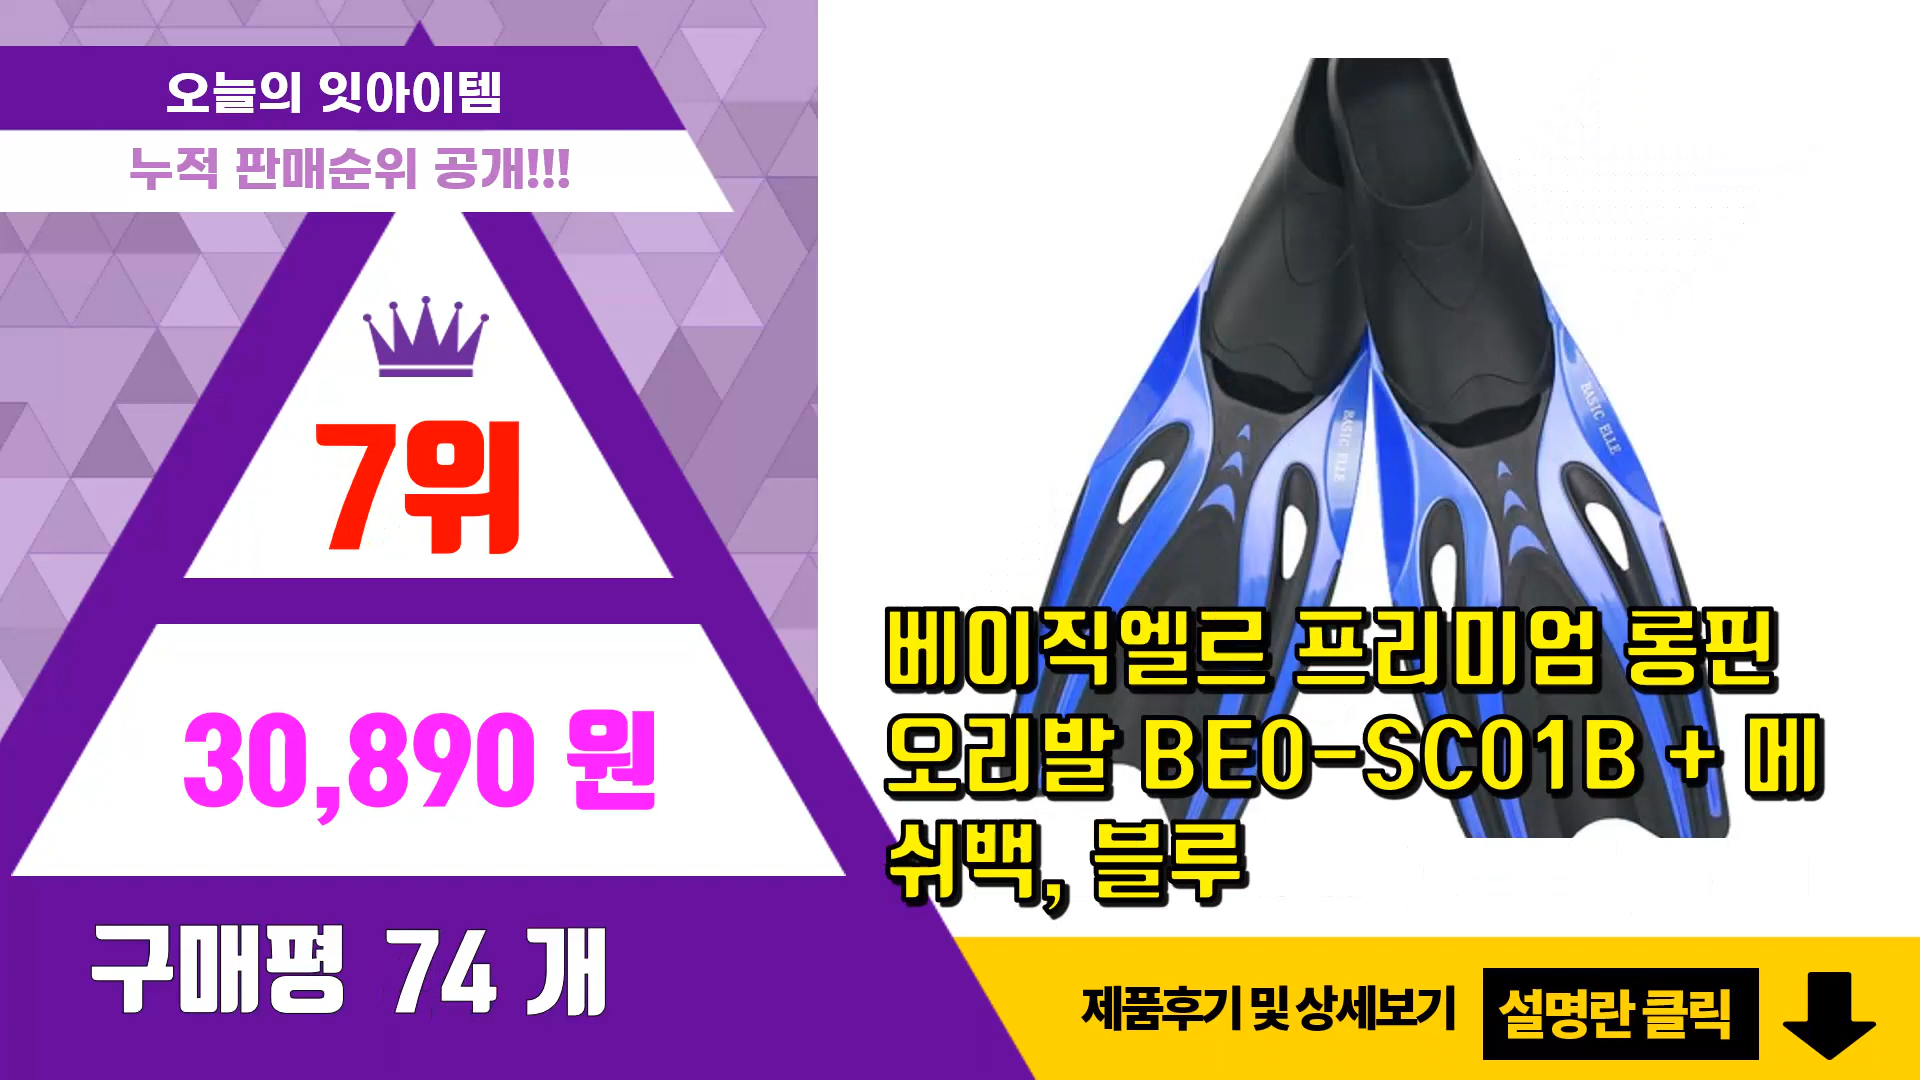 오늘의 잇아이템
누적 판매순위 공개!!!
7위
30,890 원
구매평 74 개
BASIC ELLE
BASIC ELLE
베이직엘르 프리미엄 롱핀
오리발 BEO-SC01B + 메
쉬백, 블루
제품후기 및 상세보기
설명란 클릭